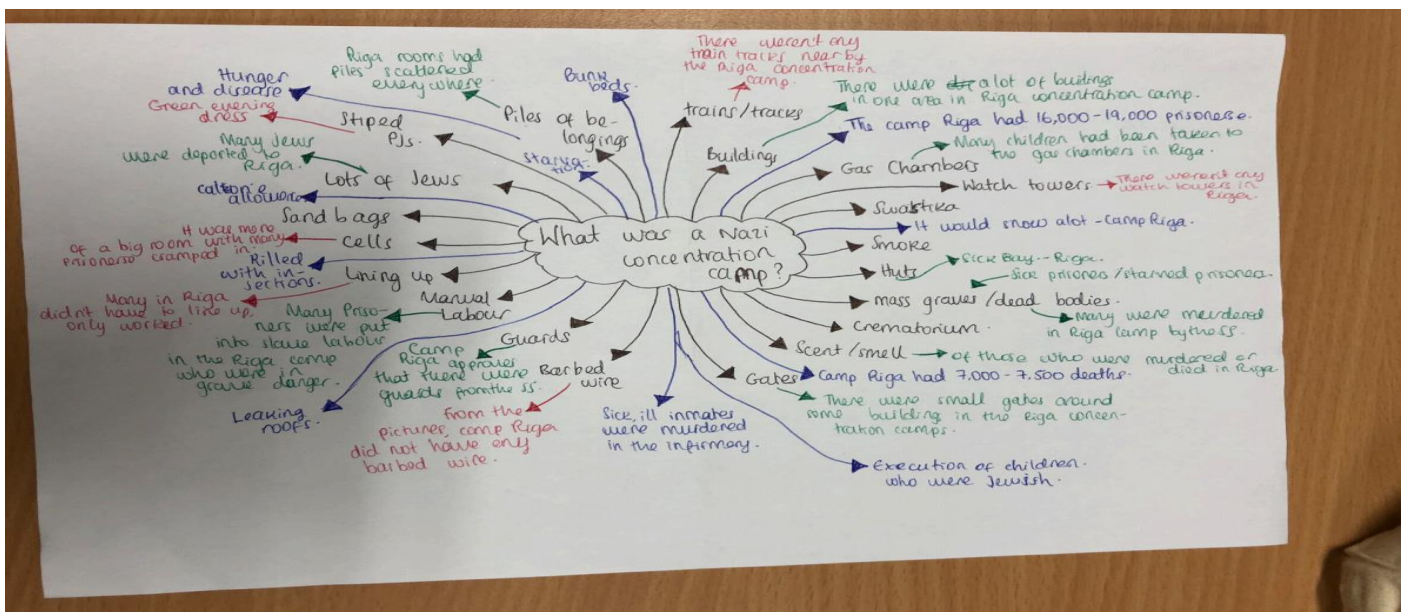 What was a Nazi
concentration
camp?
Hunger
and disease
Riga rooms had
piles scattered
everywhere.
Bunk
beds.
There weren't any
train tracks nearby
the Riga concentration
camp.
trains/tracks
There were alot of buildings
in one area in Riga concentration camp.
Buildings
The camp Riga had 16,000-19,000 prisoners.
Many children had been taken to
the gas chambers in Riga.
Gas Chambers
Watch towers
There weren't any
watch towers in
Riga.
Swastika
It would snow alot - Camp Riga.
Smoke
Huts
Sick Bay - Riga.
Sick prisoners/starved prisoners.
mass graves/dead bodies.
Many were murdered
in Riga camp by the SS.
Crematorium.
Scent/smell
of those who were murdered or
died in Riga
Camp Riga had 7,000-7,500 deaths.
Gates
There were small gates around
some building in the Riga concen-
tration camps.
Execution of children
who were Jewish.
Sick, ill inmates
were murdered
in the infirmery.
Barbed
wire
from the
pictures, camp Riga
did not have any
barbed wire.
Guards
Camp
Riga approves
that there were
guards from the SS.
Leaking
roofs.
Manual
Labour
Many Priso-
ners were put
into slave labour
in the Riga camp
who were in
grave danger.
Lining up
Many in Riga
didn't have to line up,
only worked.
Rilled
with in-
sections.
cells
It was more
of a big room with many
prisoners cramped in.
Sand bags
allowance
Lots of Jews
Many Jews
were deported to
Riga.
Stiped
PJs.
Green evening
dress
Piles of be-
longings
starva-
tion